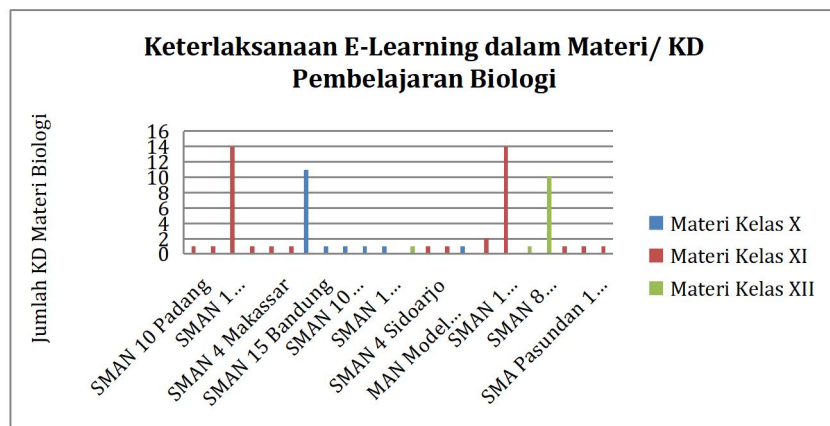 Keterlaksanaan E-Learning dalam Materi/ KD
Pembelajaran Biologi
Jumlah KD Materi Biologi
16
14
12
10
8
6
4
2
0
SMAN 10 Padang
SMAN 1...
SMAN 4 Makassar
SMAN 15 Bandung
SMAN 10...
SMAN 1...
SMAN 4 Sidoarjo
MAN Model...
SMAN 1...
SMAN 8...
SMA Pasundan 1...
Materi Kelas X
Materi Kelas XI
Materi Kelas XII